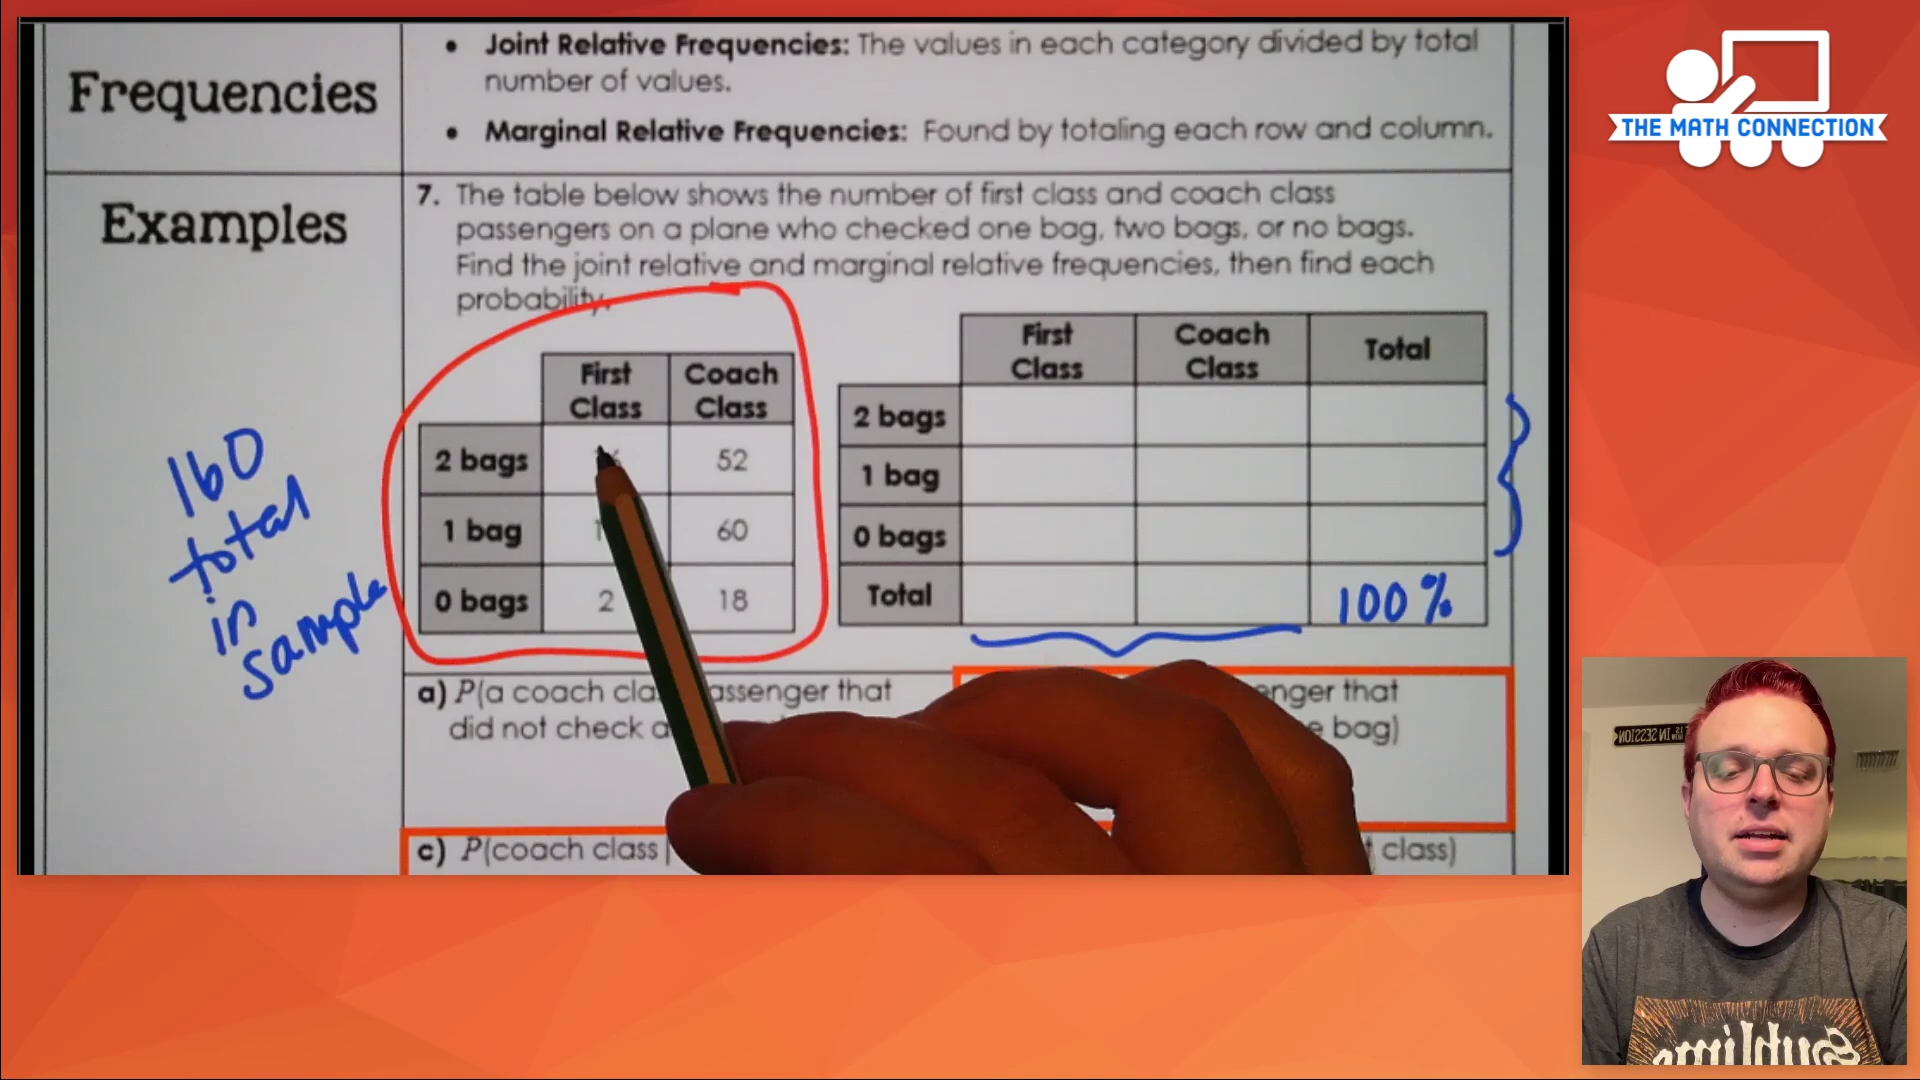 Frequencies
• Joint Relative Frequencies: The values in each category divided by total
number of values.
• Marginal Relative Frequencies: Found by totaling each row and column.
Examples
7. The table below shows the number of first class and coach class
passengers on a plane who checked one bag, two bags, or no bags.
Find the joint relative and marginal relative frequencies, then find each
probability.
First Class Coach Class
2 bags 52
1 bag 60
0 bags 2 18
First Class Coach Class Total
2 bags
1 bag
0 bags
Total 100%
160
total
in
sample
a) P(a coach passenger that
did not check
that
bag)
c) P(coach class |
class)
THE MATH CONNECTION
IN SESSION
Sublime